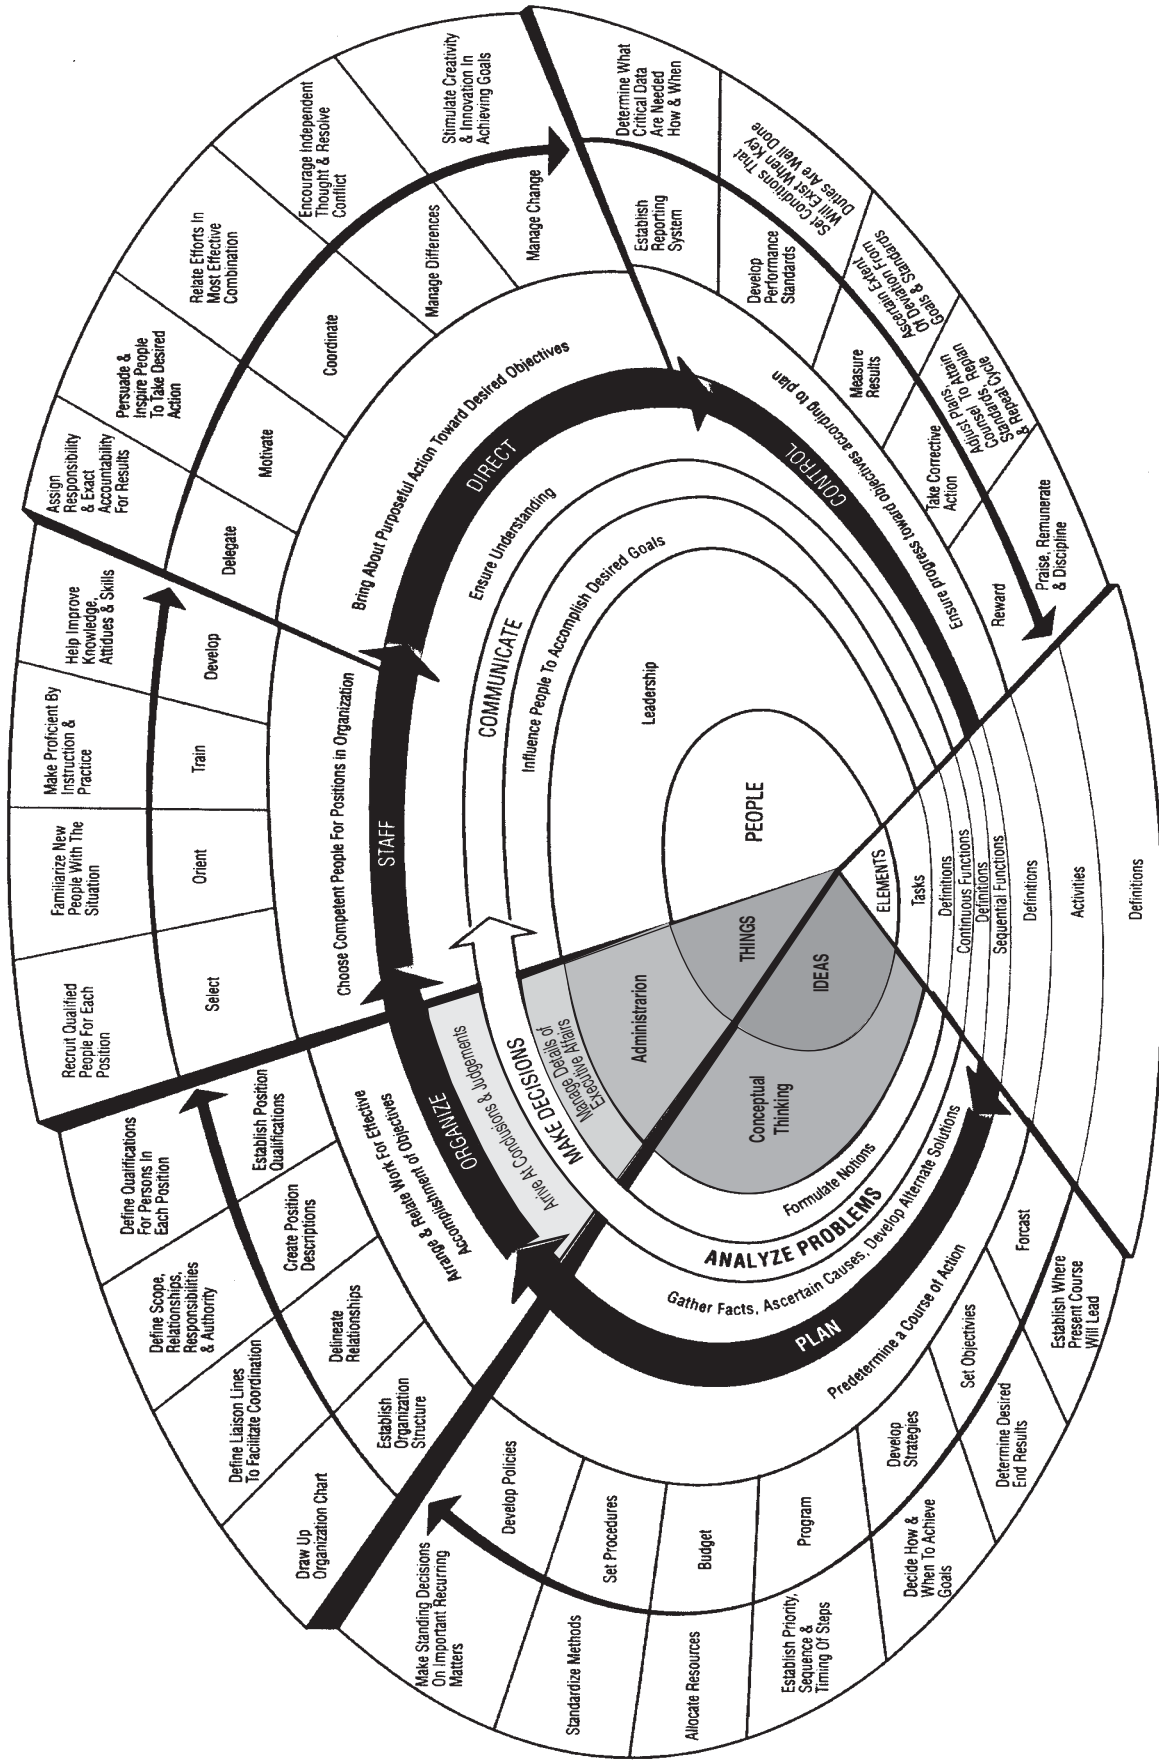 PEOPLE
THINGS
IDEAS
ELEMENTS
Leadership
Administrarion
Conceptual
Thinking
Tasks
Influence People To Accomplish Desired Goals
Manage Details of
Executive Affairs
Formulate Notions
Definitions
COMMUNICATE
MAKE DECISIONS
ANALYZE PROBLEMS
Continuous Functions
Ensure Understanding
Arrive At Conclusions & Judgements
Gather Facts, Ascertain Causes, Develop Alternate Solutions
Definitions
PLAN
ORGANIZE
STAFF
DIRECT
CONTROL
Sequential Functions
Predetermine a Course of Action
Arrange & Relate Work For Effective
Accomplishment of Objectives
Choose Competent People For Positions in Organization
Bring About Purposeful Action Toward Desired Objectives
Ensure progress toward objectives according to plan
Definitions
Activities
Definitions
Forcast
Establish Where
Present Course
Will Lead
Set Objectivies
Determine Desired
End Results
Develop
Strategies
Decide How &
When To Achieve
Goals
Program
Establish Priority,
Sequence &
Timing Of Steps
Budget
Allocate Resources
Set Procedures
Standardize Methods
Develop Policies
Make Standing Decisions
On Important Recurring
Matters
Establish
Organization
Structure
Draw Up
Organization Chart
Delineate
Relationships
Define Liaison Lines
To Facilitate Coordination
Create Position
Descriptions
Define Scope,
Relationships,
Responsibilities
& Authority
Establish Position
Qualifications
Define Qualifications
For Persons In
Each Position
Select
Recruit Qualified
People For Each
Position
Orient
Familiarize New
People With The
Situation
Train
Make Proficient By
Instruction &
Practice
Develop
Help Improve
Knowledge,
Attidues & Skills
Delegate
Assign
Responsibility
& Exact
Accountability
For Results
Motivate
Persuade &
Inspire People
To Take Desired
Action
Coordinate
Relate Efforts In
Most Effective
Combination
Manage Differences
Encourage Independent
Thought & Resolve
Conflict
Manage Change
Stimulate Creativity
& Innovation In
Achieving Goals
Establish
Reporting
System
Determine What
Critical Data
Are Needed
How & When
Develop
Performance
Standards
Set Conditions That
Will Exist When Key
Duties Are Well Done
Measure
Results
Ascertain Extent
Of Deviation From
Goals & Standards
Take Corrective
Action
Adjust Plans,
Counsel To Attain
Standards, Replan
& Repeat Cycle
Reward
Praise, Remunerate
& Discipline